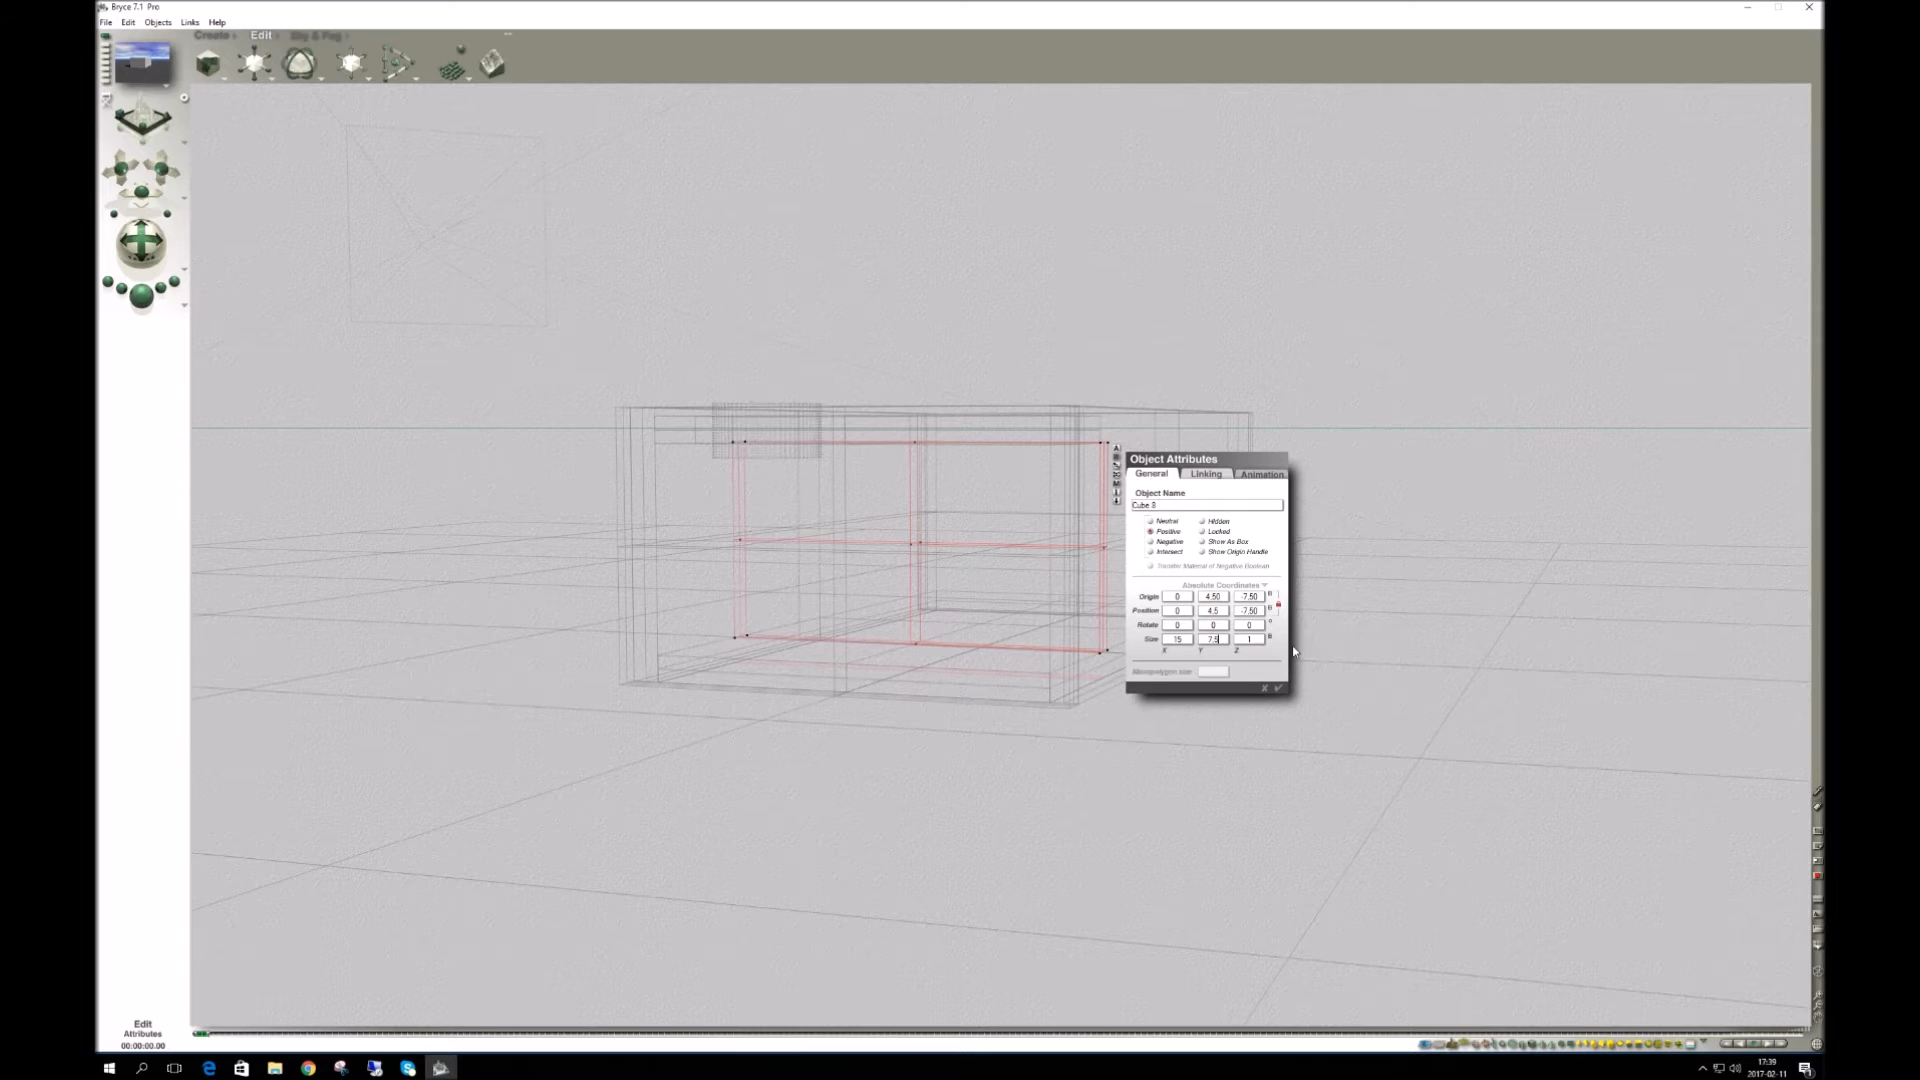 Bryce 7.1 Pro
File Edit Objects Links Help
Create Edit Sky & Fog
A
M
Object Attributes
General Linking Animation
Object Name
Cube 8
Neutral Hidden
Positive Locked
Negative Show As Box
Intersect Show Origin Handle
Transfer Material of Negative Boolean
Absolute Coordinates
Origin 0 4.50 -7.50
Position 0 4.5 -7.50
Rotate 0 0 0
Size 15 7.5 1
X Y Z
Edit
Attributes
00:00:00.00
17:39
2017-02-11